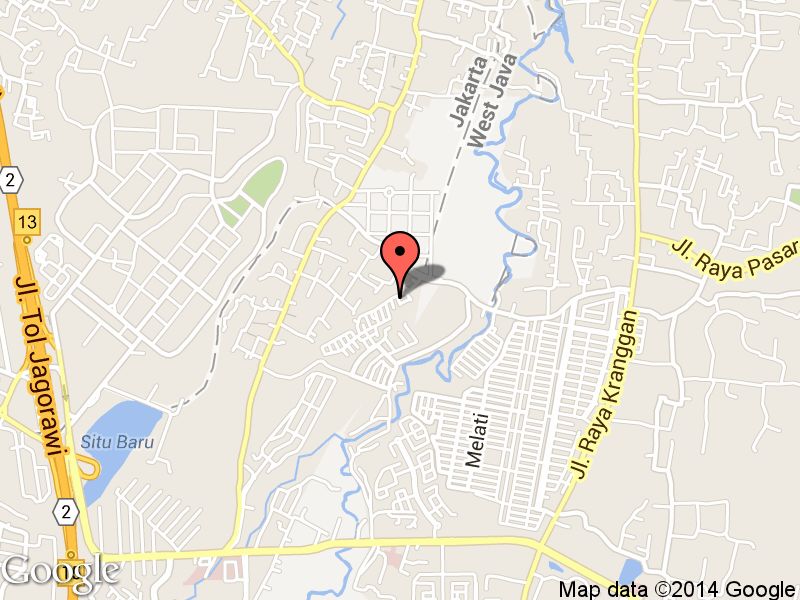 Jakarta
West Java
2
13
Jl. Tol Jagorawi
Jl. Raya Pasar
Jl. Raya Kranggan
Melati
Situ Baru
2
Google
Map data ©2014 Google